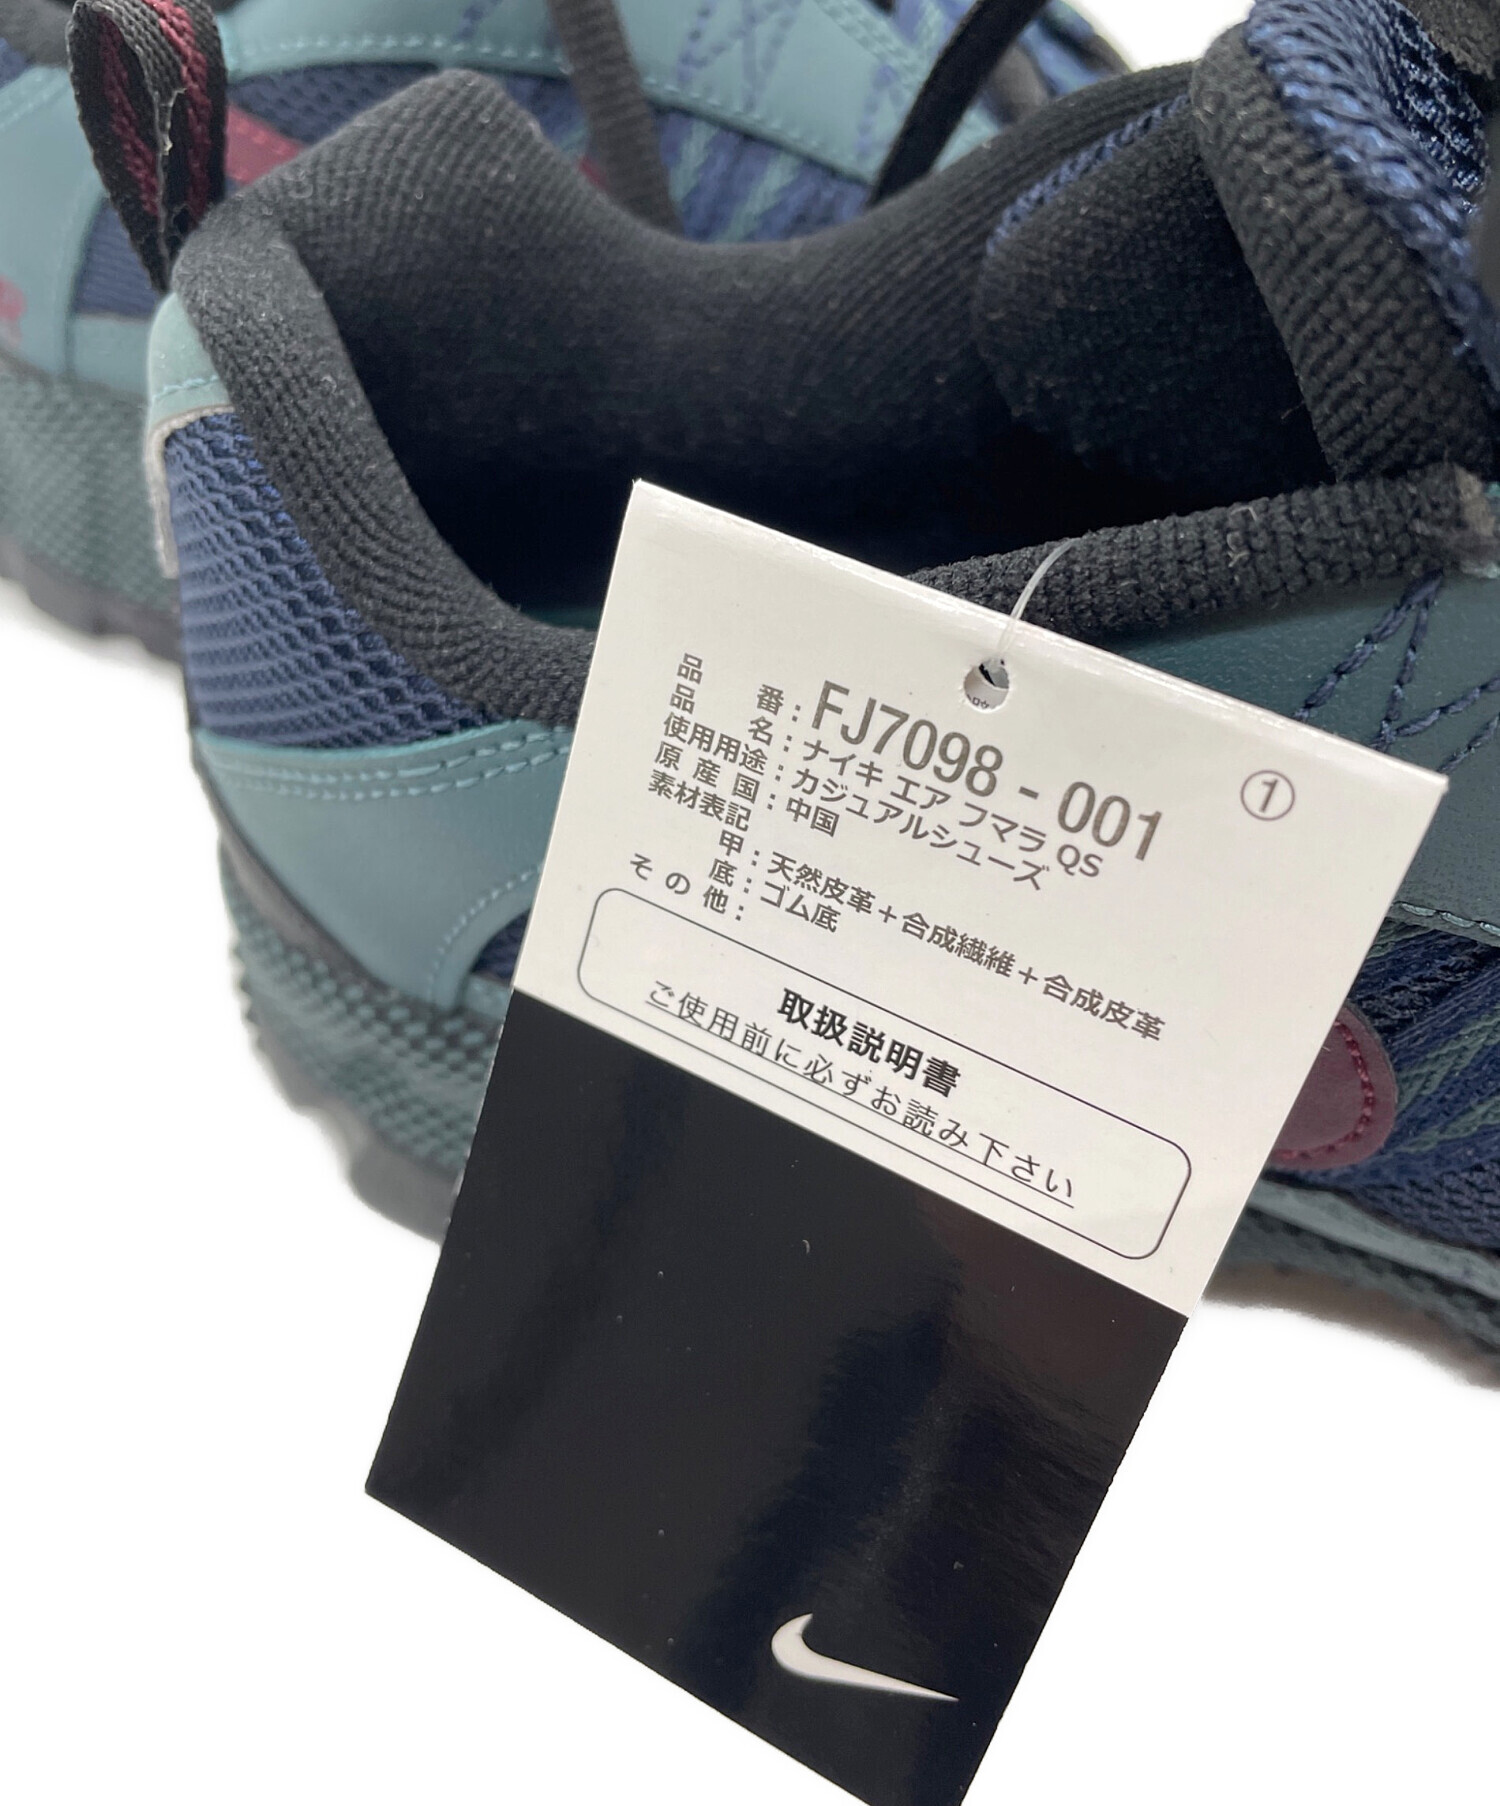 品 番 : FJ7098 - 001 ①
品 名 : ナイキ エア フマラ QS
使用用途 : カジュアルシューズ
原 産 国 : 中国
素材表記
甲 : 天然皮革 + 合成繊維 + 合成皮革
底 : ゴム底
そ の 他 :
取扱説明書
ご使用前に必ずお読み下さい